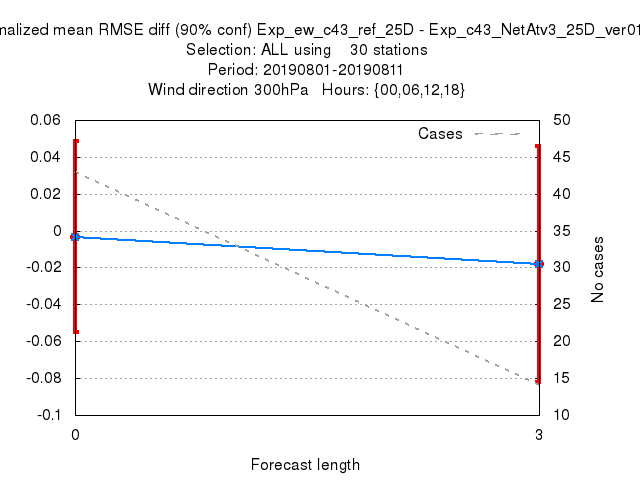 malized mean RMSE diff (90% conf) Exp_ew_c43_ref_25D - Exp_c43_NetAtv3_25D_ver01
Selection: ALL using 30 stations
Period: 20190801-20190811
Wind direction 300hPa Hours: {00,06,12,18}
Cases
0.06
0.04
0.02
0
-0.02
-0.04
-0.06
-0.08
-0.1
50
45
40
35
30
25
20
15
10
No cases
0 3
Forecast length